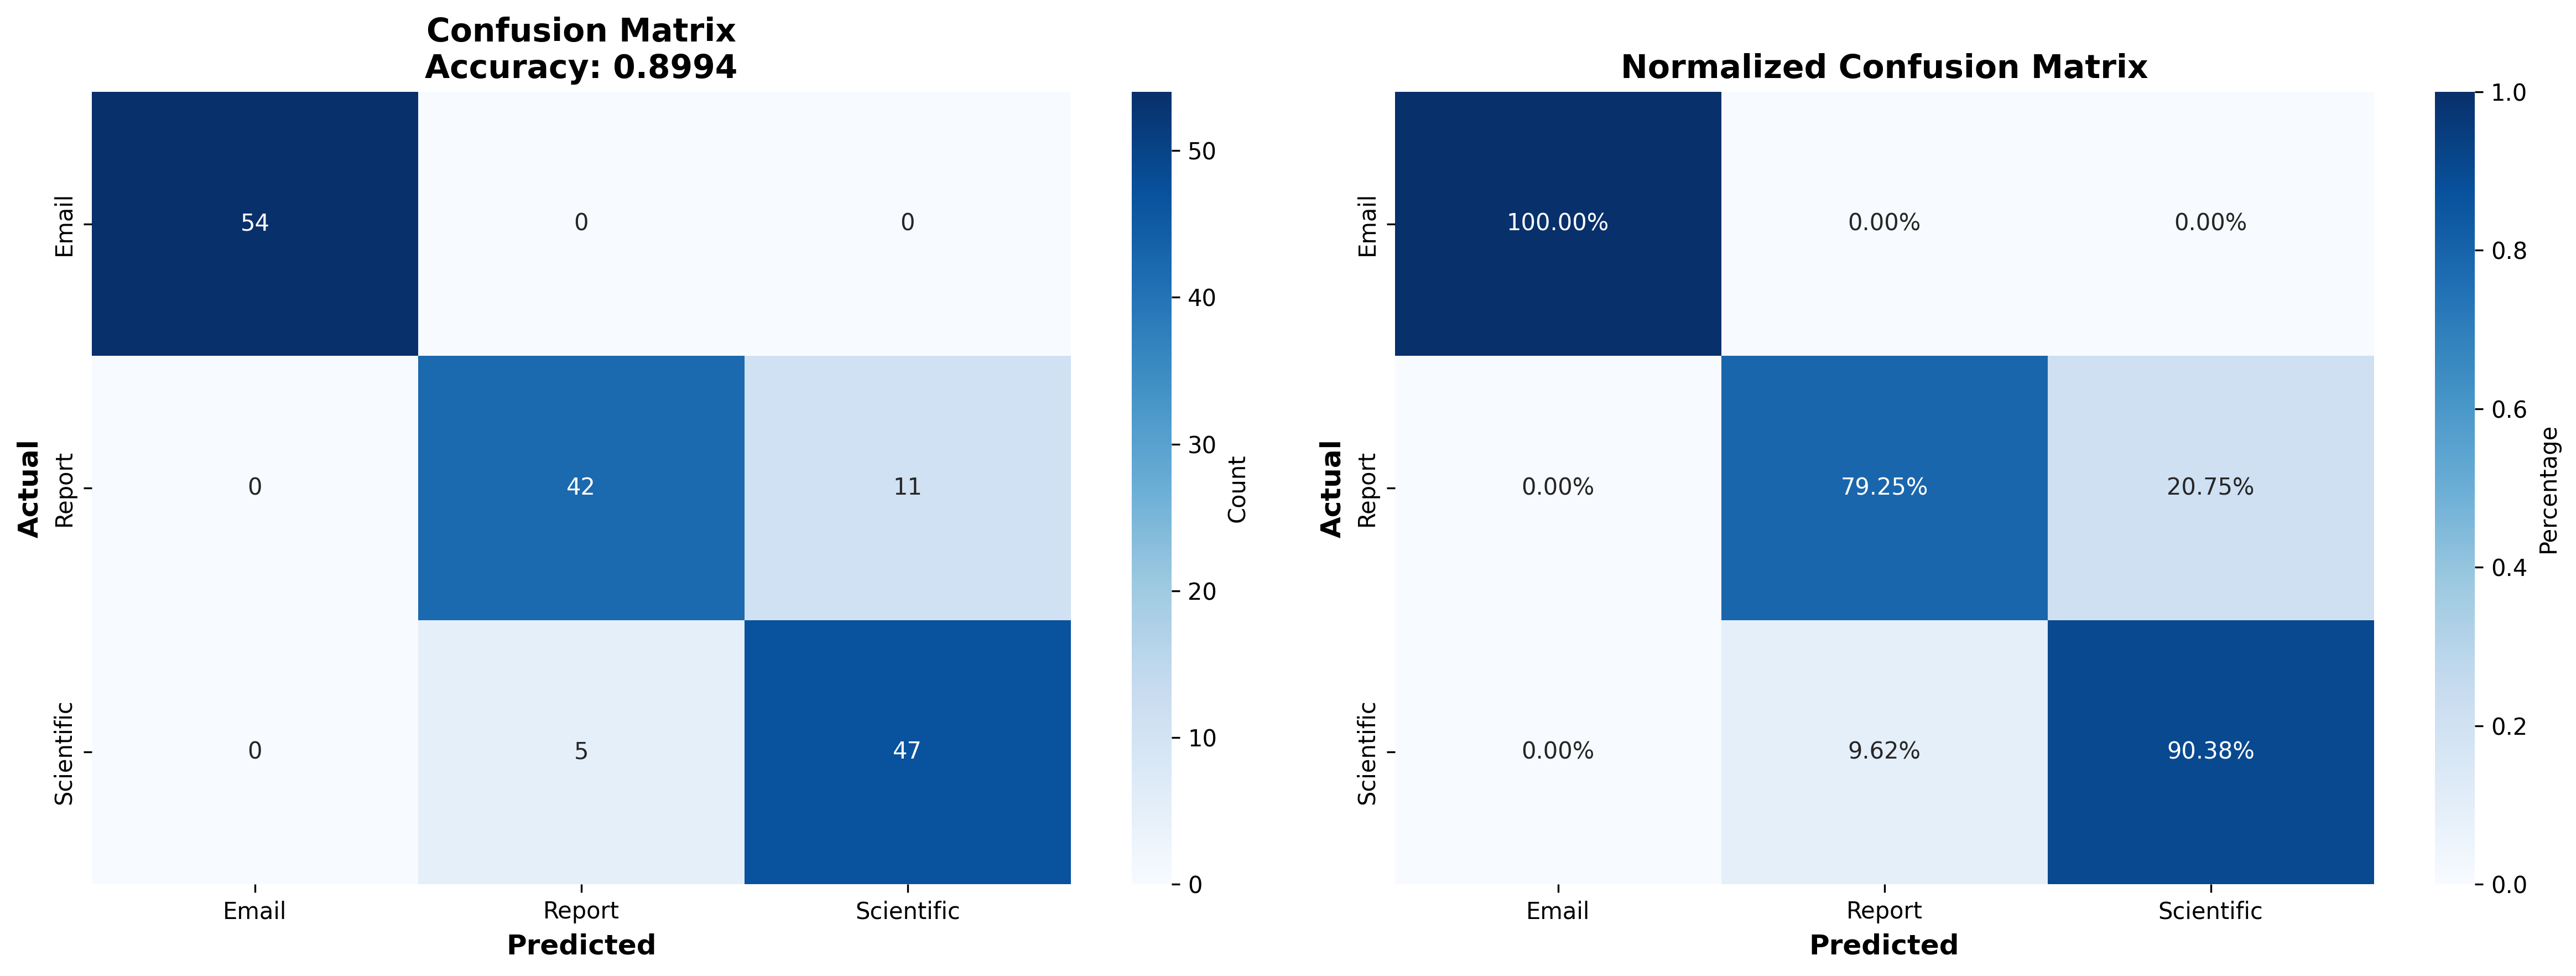 Confusion Matrix
Accuracy: 0.8994
Actual
Email
Report
Scientific
54 0 0
0 42 11
0 5 47
Email Report Scientific
Predicted
50
40
30
20
10
0
Count
Normalized Confusion Matrix
Actual
Email
Report
Scientific
100.00% 0.00% 0.00%
0.00% 79.25% 20.75%
0.00% 9.62% 90.38%
Email Report Scientific
Predicted
1.0
0.8
0.6
0.4
0.2
0.0
Percentage